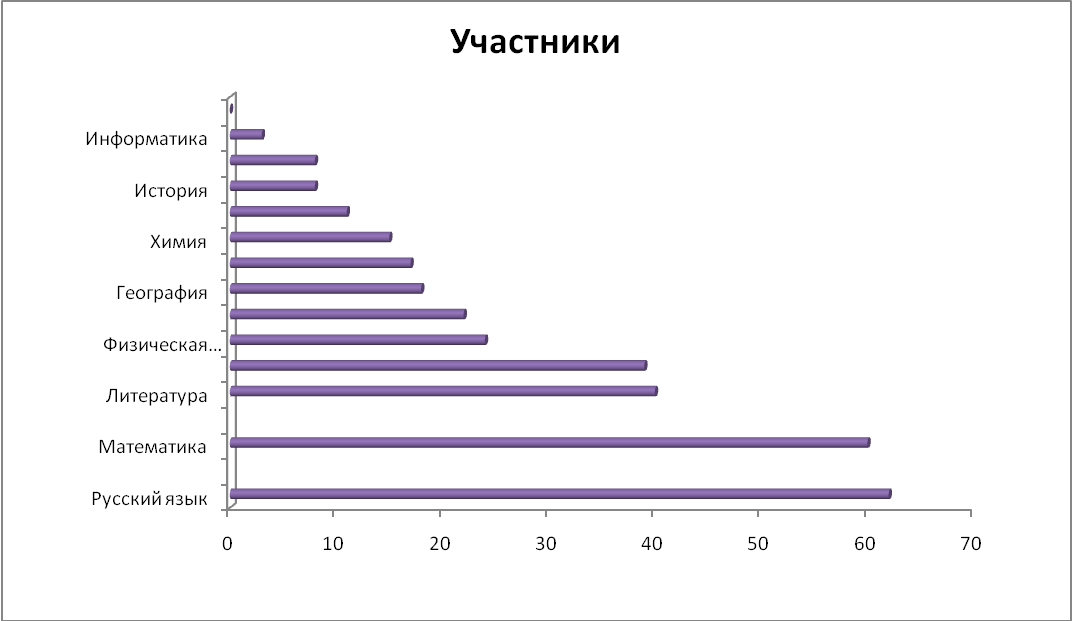 Участники
Информатика
История
Химия
География
Физическая...
Литература
Математика
Русский язык
0 10 20 30 40 50 60 70